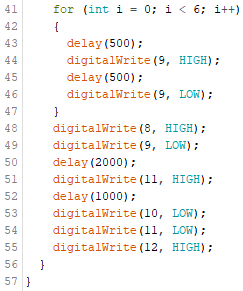 41 for (int i = 0; i < 6; i++)
42 {
43 delay(500);
44 digitalWrite(9, HIGH);
45 delay(500);
46 digitalWrite(9, LOW);
47 }
48 digitalWrite(8, HIGH);
49 digitalWrite(9, LOW);
50 delay(2000);
51 digitalWrite(11, HIGH);
52 delay(1000);
53 digitalWrite(10, LOW);
54 digitalWrite(11, LOW);
55 digitalWrite(12, HIGH);
56 }
57 }